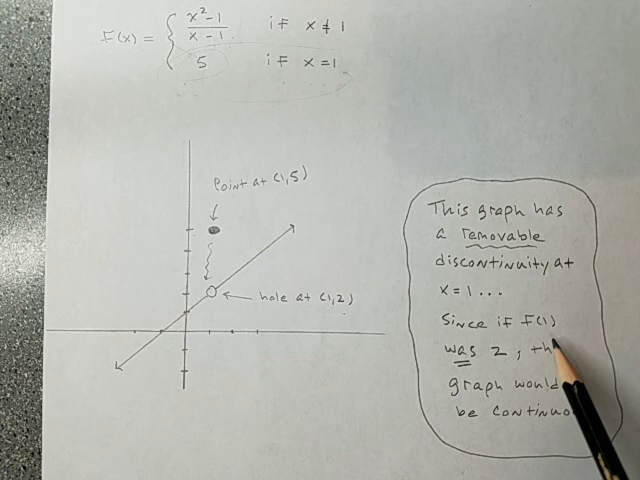 F(x) = { x²-1 / x-1 if x ≠ 1
5 if x = 1
Point at (1,5)
hole at (1,2)
This graph has
a removable
discontinuity at
x = 1 ...
Since if F(1)
was 2, th
graph would
be continuo